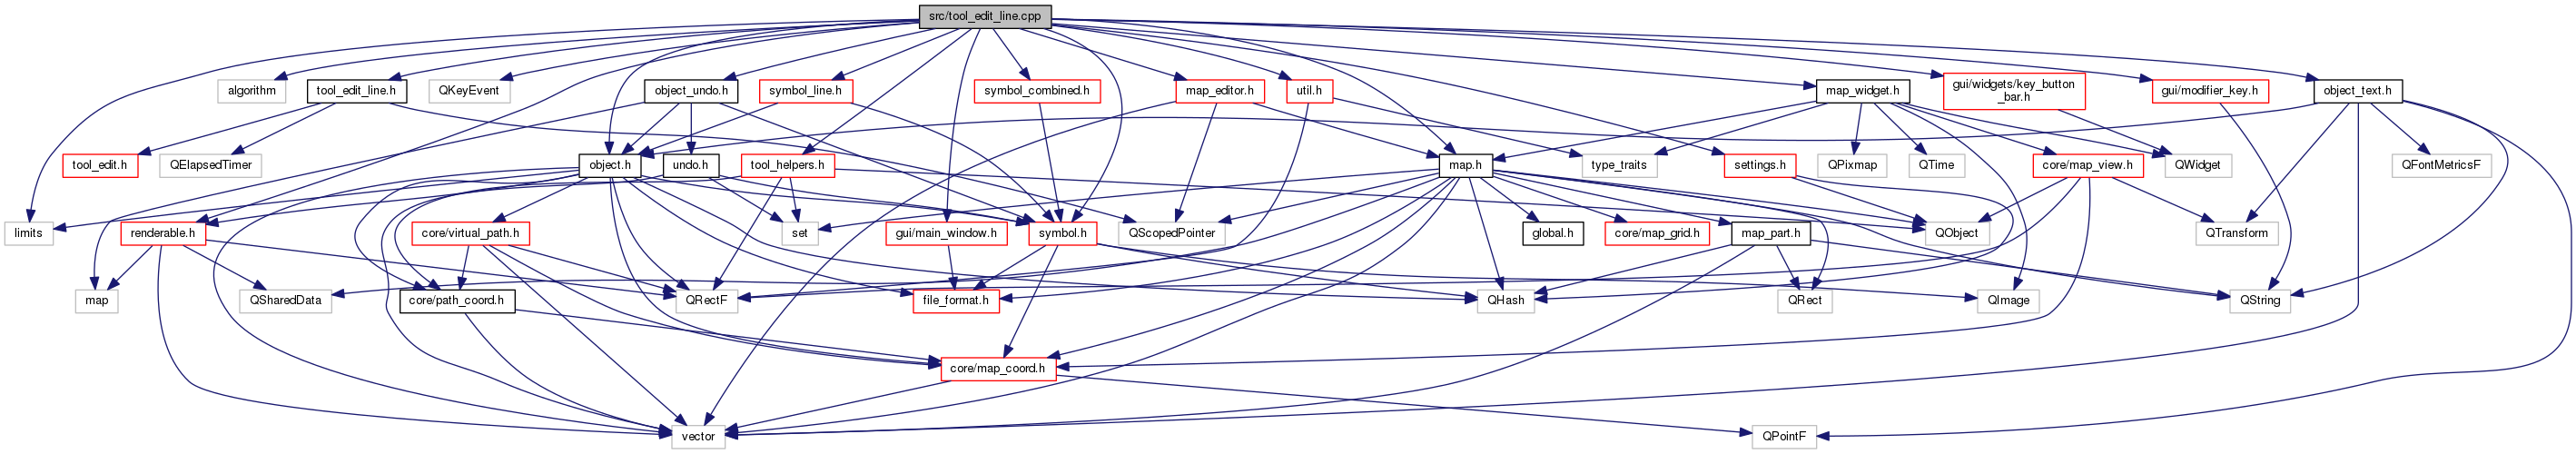 src/tool_edit_line.cpp
algorithm
tool_edit_line.h
QKeyEvent
object_undo.h
symbol_line.h
symbol_combined.h
map_editor.h
util.h
map_widget.h
gui/widgets/key_button
_bar.h
gui/modifier_key.h
object_text.h
tool_edit.h
QElapsedTimer
object.h
undo.h
tool_helpers.h
map.h
type_traits
settings.h
QPixmap
QTime
core/map_view.h
QWidget
QFontMetricsF
limits
renderable.h
core/virtual_path.h
set
gui/main_window.h
symbol.h
QScopedPointer
global.h
core/map_grid.h
map_part.h
QObject
QTransform
map
QSharedData
core/path_coord.h
QRectF
file_format.h
QHash
QRect
QImage
QString
core/map_coord.h
vector
QPointF